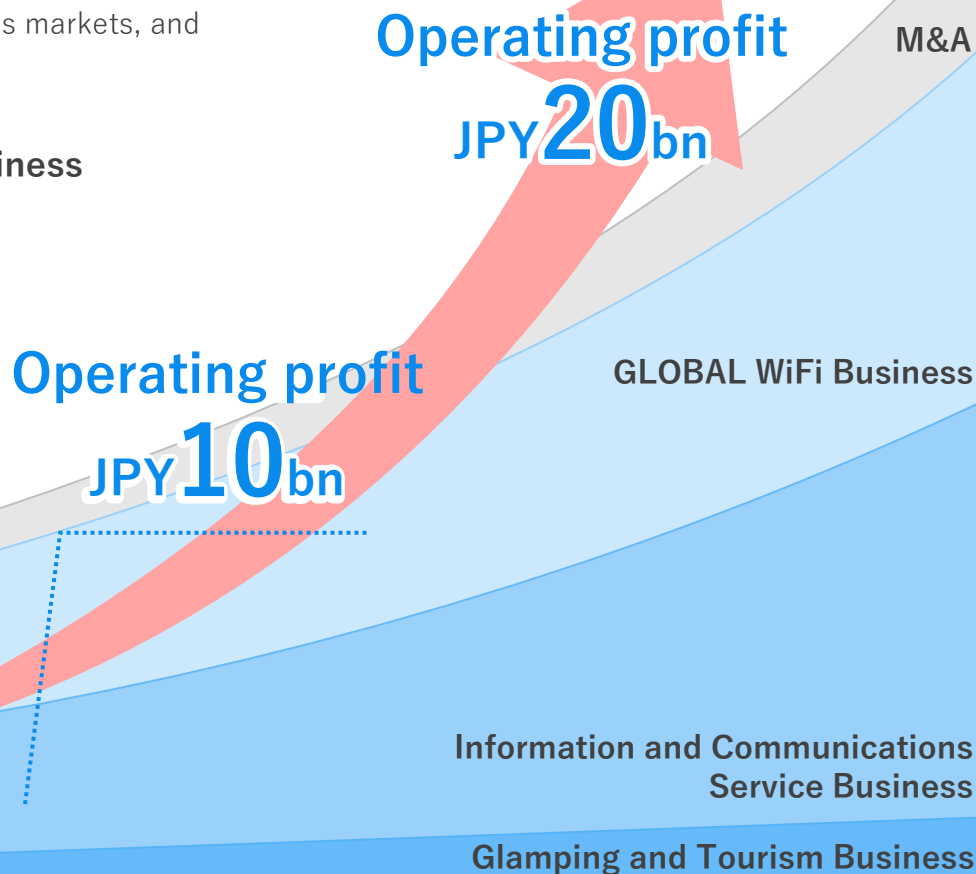 s markets, and
Operating profit
JPY20bn
M&A
iness
Operating profit
JPY10bn
GLOBAL WiFi Business
Information and Communications
Service Business
Glamping and Tourism Business